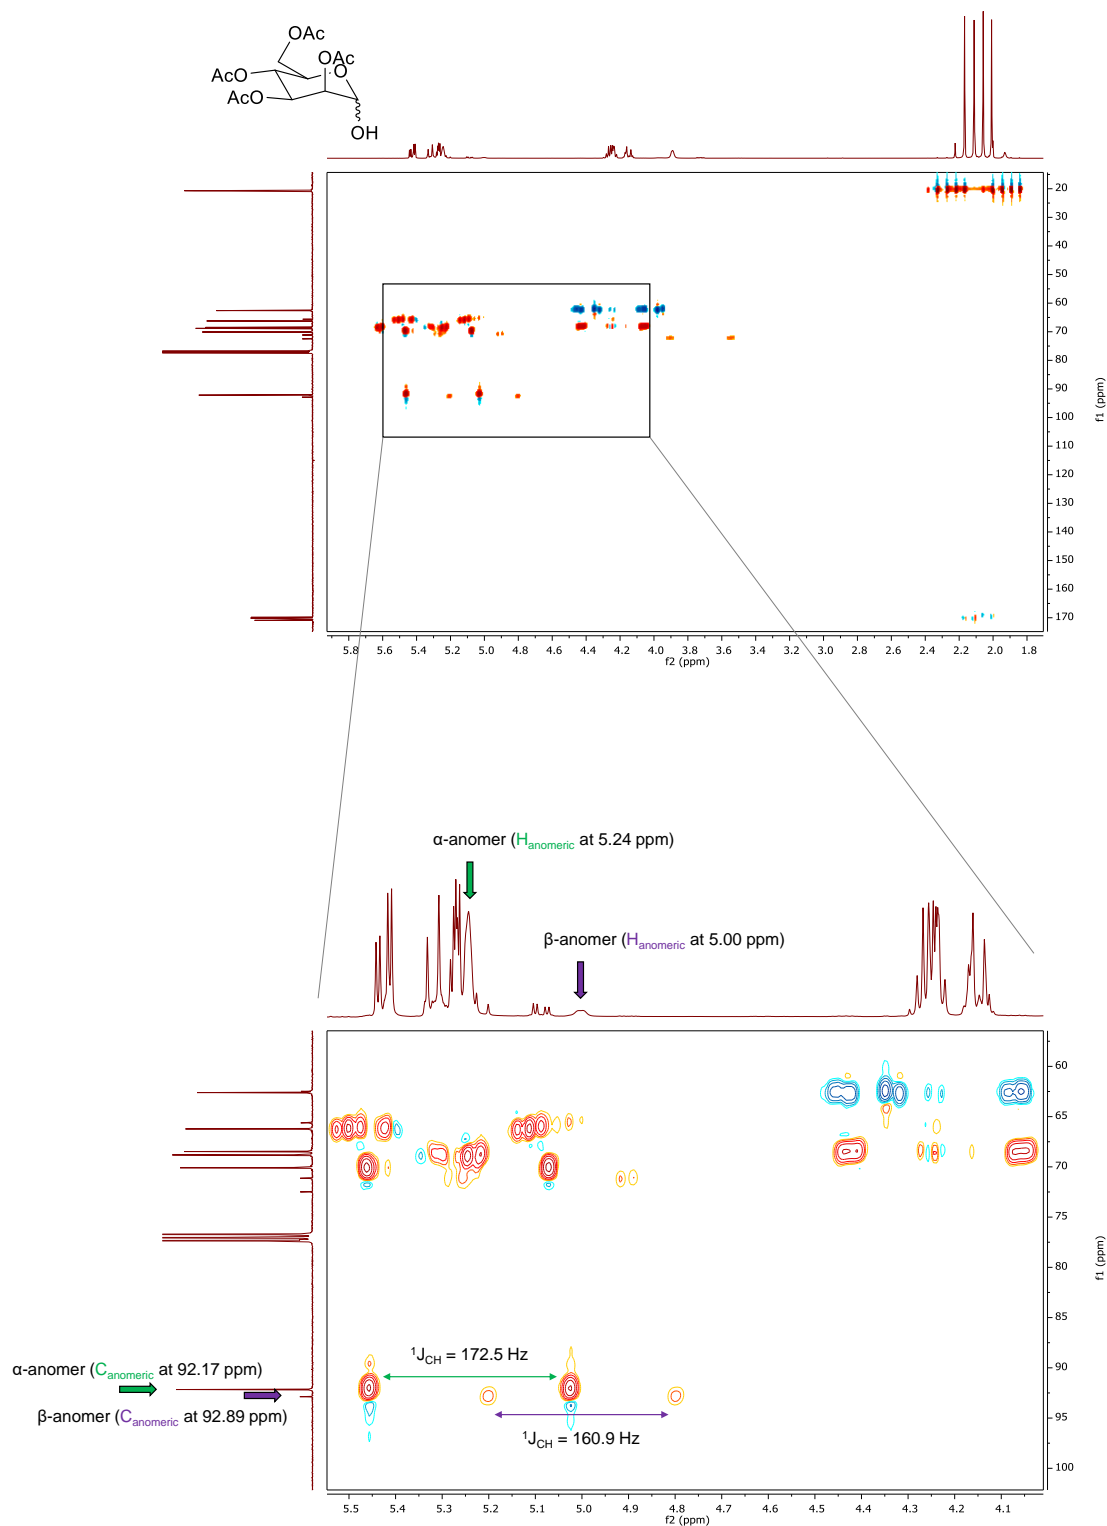 OAc
OAc
AcO
O
AcO
OH
20
30
40
50
60
70
80
90
100
110
120
130
140
150
160
170
f1 (ppm)
5.8 5.6 5.4 5.2 5.0 4.8 4.6 4.4 4.2 4.0 3.8 3.6 3.4 3.2 3.0 2.8 2.6 2.4 2.2 2.0 1.8
f2 (ppm)
α-anomer (Hanomeric at 5.24 ppm)
β-anomer (Hanomeric at 5.00 ppm)
60
65
70
75
80
85
90
95
100
f1 (ppm)
1JCH = 172.5 Hz
α-anomer (Canomeric at 92.17 ppm)
β-anomer (Canomeric at 92.89 ppm)
1JCH = 160.9 Hz
5.5 5.4 5.3 5.2 5.1 5.0 4.9 4.8 4.7 4.6 4.5 4.4 4.3 4.2 4.1
f2 (ppm)